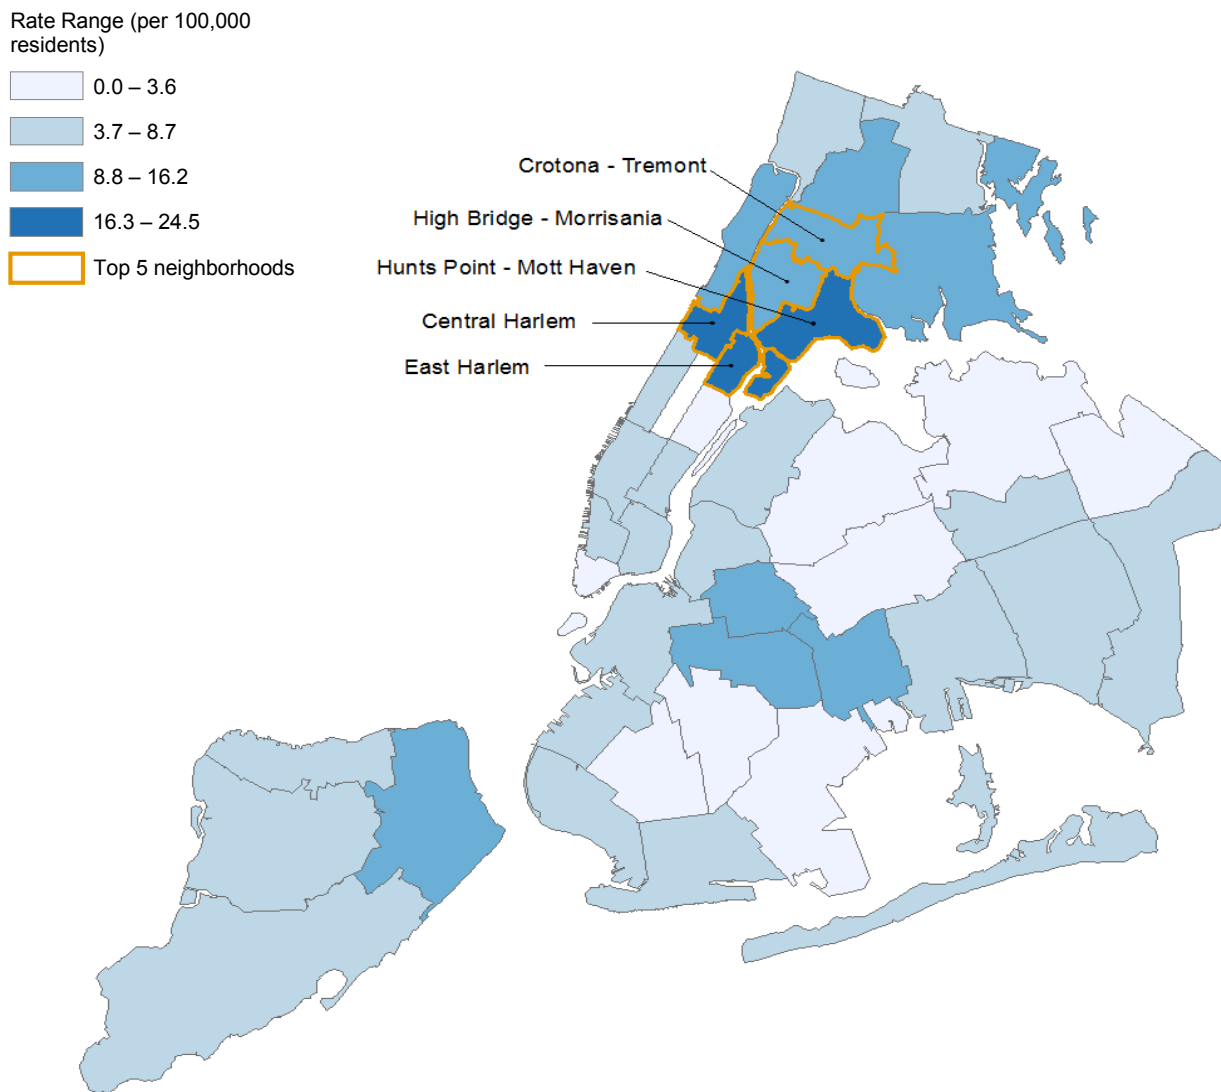 Rate Range (per 100,000
residents)
0.0 – 3.6
3.7 – 8.7
8.8 – 16.2
16.3 – 24.5
Top 5 neighborhoods
Crotona - Tremont
High Bridge - Morrisania
Hunts Point - Mott Haven
Central Harlem
East Harlem